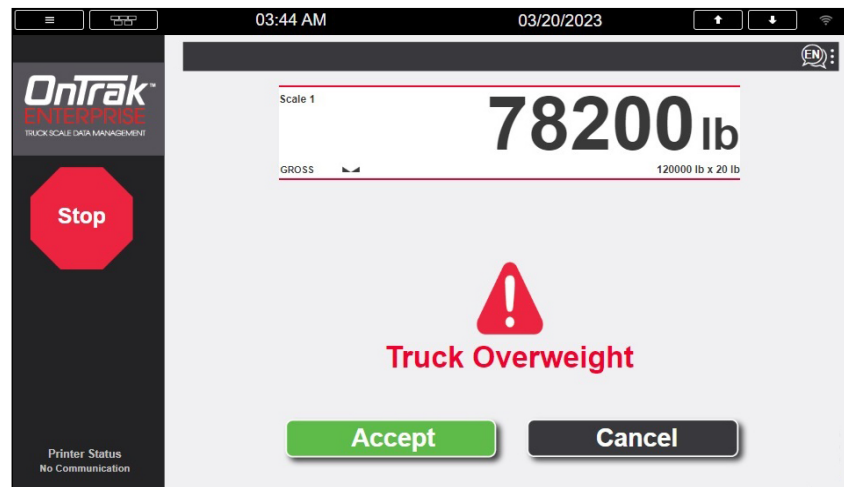 03:44 AM 03/20/2023
EN
OnTrak™
ENTERPRISE
TRUCK SCALE DATA MANAGEMENT
Scale 1
78200 lb
GROSS 120000 lb x 20 lb
Stop
Truck Overweight
Accept Cancel
Printer Status
No Communication